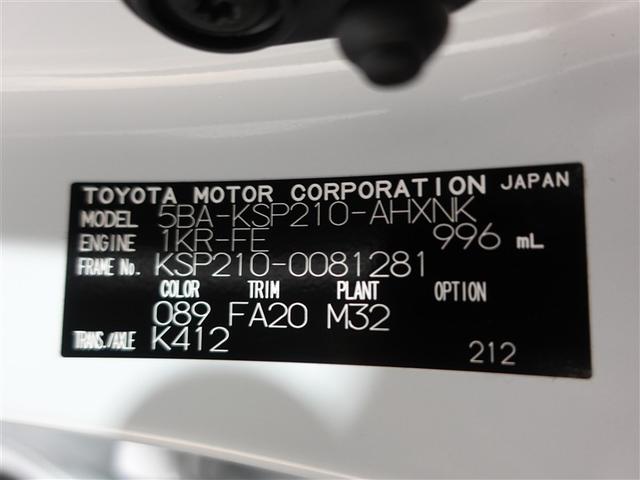 TOYOTA MOTOR CORPORATION JAPAN
MODEL 5BA-KSP210-AHXNK
ENGINE 1KR-FE 996 mL
FRAME No. KSP210-0081281
COLOR TRIM PLANT OPTION
089 FA20 M32
TRANS./AXLE K412
212